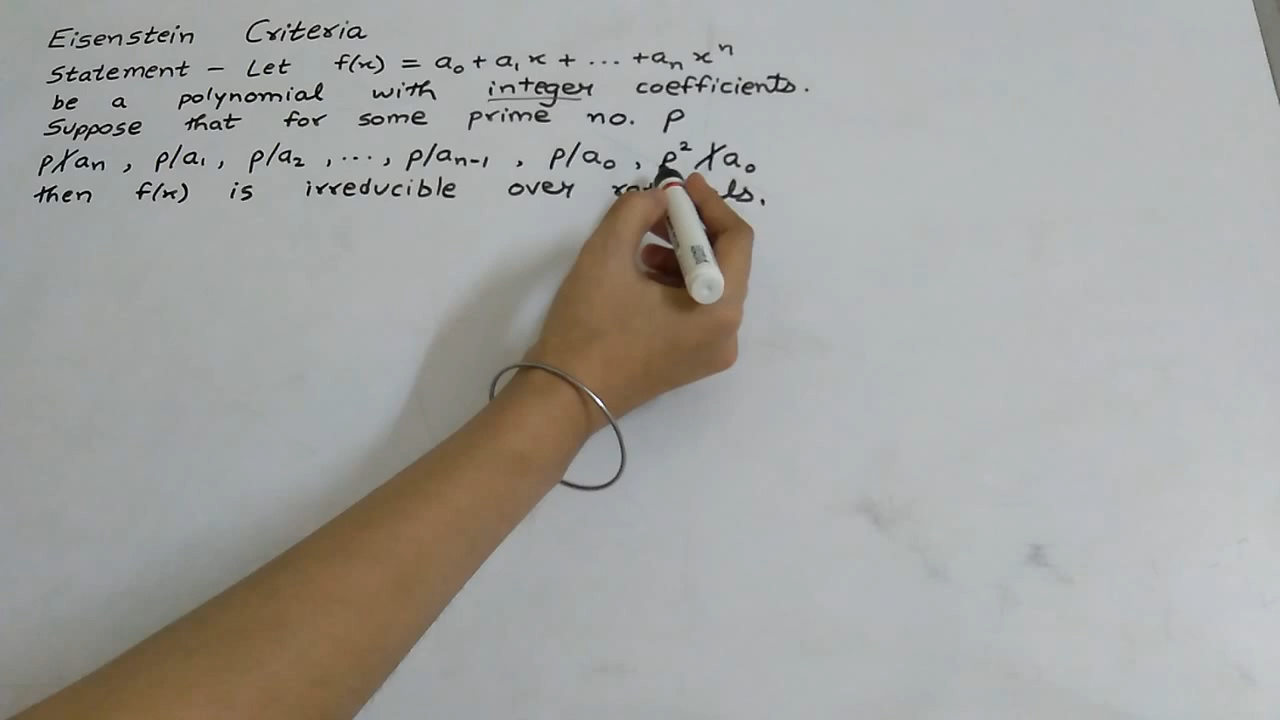 Eisenstein Criteria
Statement - Let f(x) = a₀ + a₁x + ... + aₙxⁿ
be a polynomial with integer coefficients.
Suppose that for some prime no. p
p∤aₙ, p/a₁, p/a₂, ..., p/aₙ₋₁, p/a₀, p²∤a₀
then f(x) is irreducible over